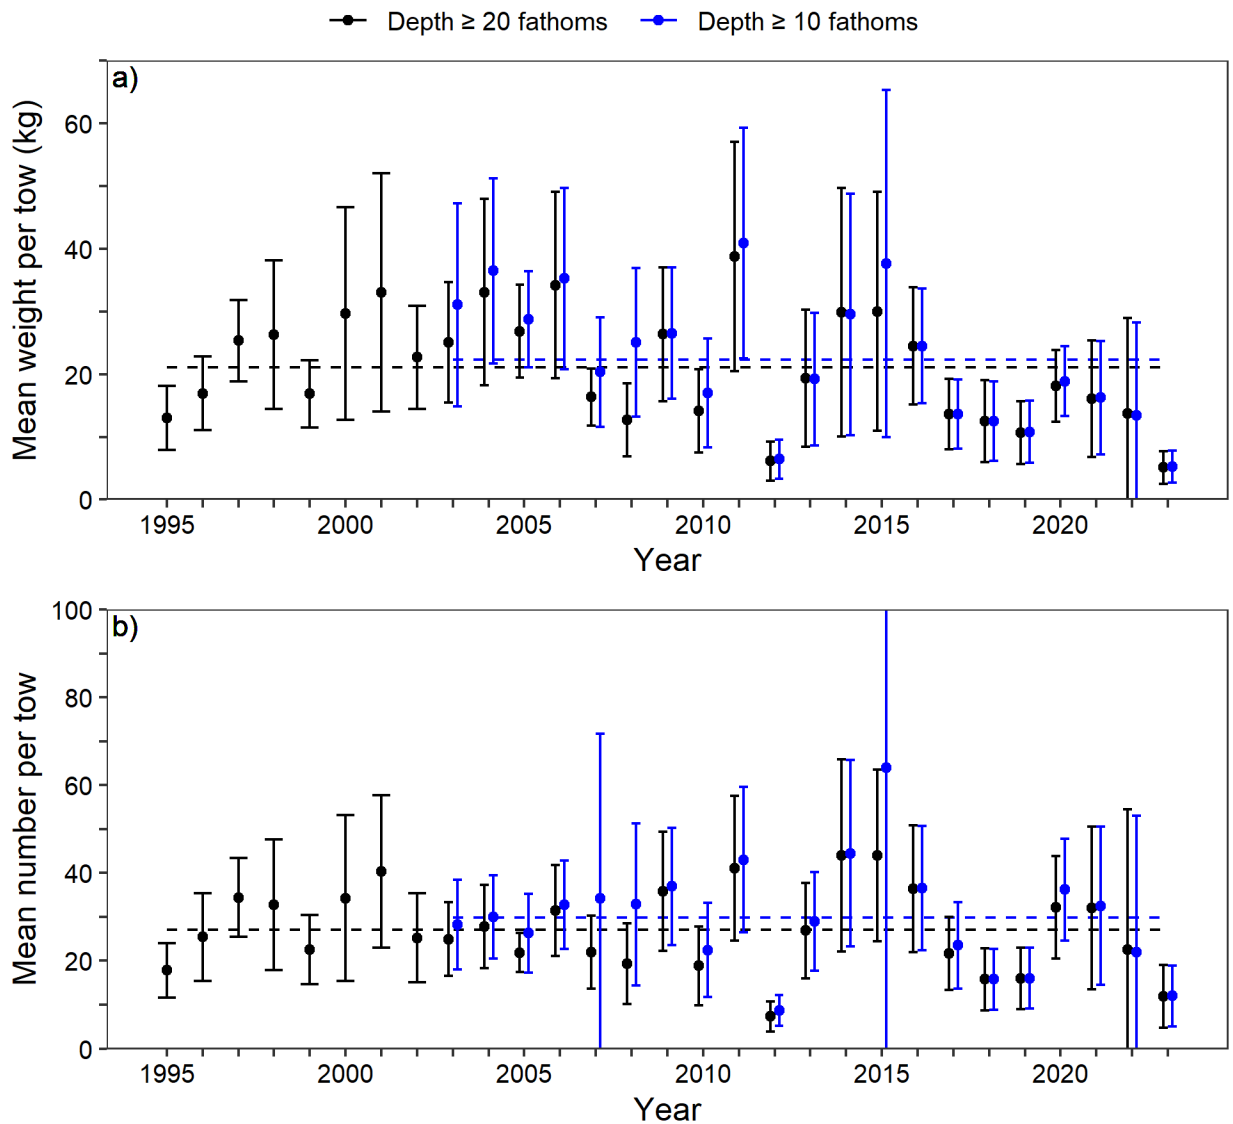 Depth ≥ 20 fathoms Depth ≥ 10 fathoms
a)
Mean weight per tow (kg)
60
40
20
0
1995 2000 2005 2010 2015 2020
Year
b)
Mean number per tow
100
80
60
40
20
0
1995 2000 2005 2010 2015 2020
Year